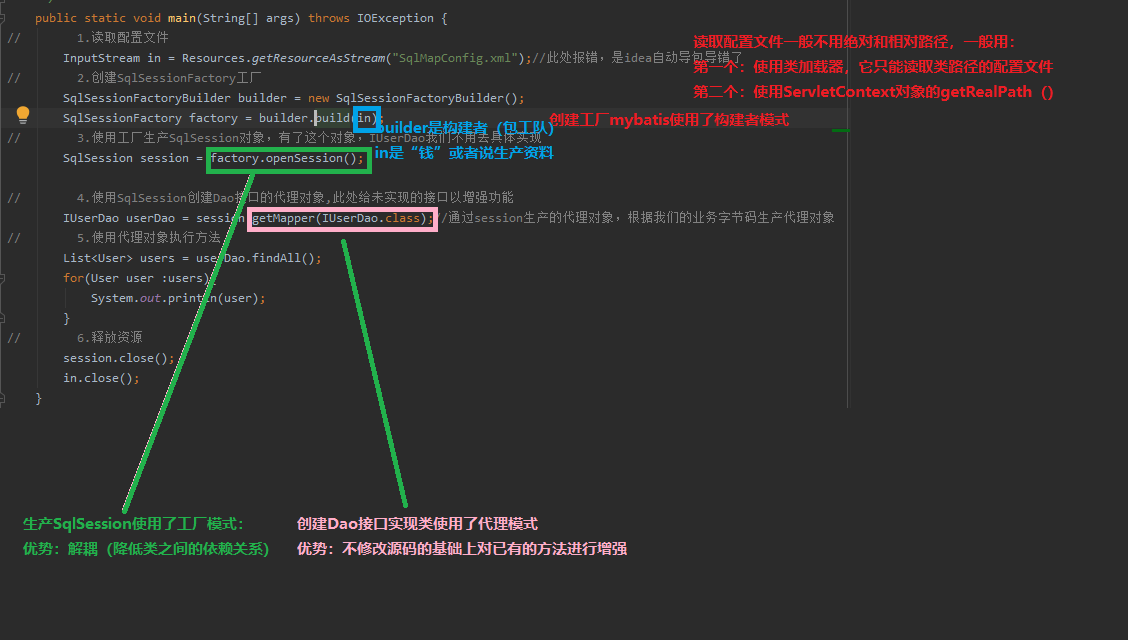 public static void main(String[] args) throws IOException {
// 1.读取配置文件
InputStream in = Resources.getResourceAsStream("SqlMapConfig.xml");//此处报错，是idea自动导包导错了
读取配置文件一般不用绝对和相对路径，一般用：
第一个：使用类加载器，它只能读取类路径的配置文件
第二个：使用ServletContext对象的getRealPath（）
// 2.创建SqlSessionFactory工厂
SqlSessionFactoryBuilder builder = new SqlSessionFactoryBuilder();
SqlSessionFactory factory = builder.build(in);
创建工厂mybatis使用了构建者模式
builder是构建者（包工队）
in是“钱”或者说生产资料
// 3.使用工厂生产SqlSession对象，有了这个对象，IUserDao我们不用去具体实现
SqlSession session = factory.openSession();
// 4.使用SqlSession创建Dao接口的代理对象,此处给未实现的接口以增强功能
IUserDao userDao = session.getMapper(IUserDao.class);//通过session生产的代理对象，根据我们的业务字节码生产代理对象
// 5.使用代理对象执行方法
List<User> users = userDao.findAll();
for(User user :users){
System.out.println(user);
}
// 6.释放资源
session.close();
in.close();
}
生产SqlSession使用了工厂模式：
优势：解耦（降低类之间的依赖关系）
创建Dao接口实现类使用了代理模式
优势：不修改源码的基础上对已有的方法进行增强